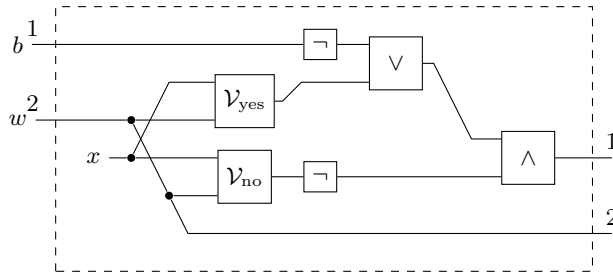 b 1 ¬
∨
𝒱yes
w 2
1
x ∧
𝒱no ¬
2